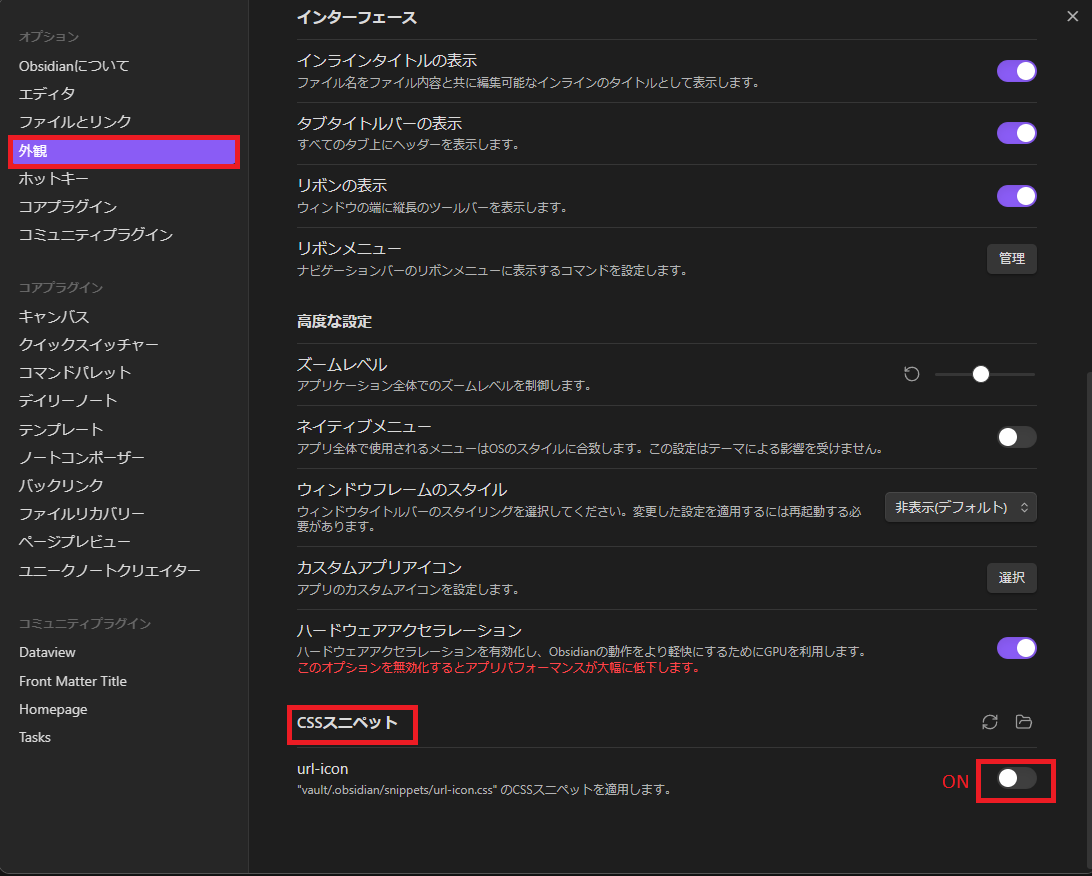 オプション
Obsidianについて
エディタ
ファイルとリンク
外観
ホットキー
コアプラグイン
コミュニティプラグイン
コアプラグイン
キャンバス
クイックスイッチャー
コマンドパレット
デイリーノート
テンプレート
ノートコンポーザー
バックリンク
ファイルリカバリー
ページプレビュー
ユニークノートクリエイター
コミュニティプラグイン
Dataview
Front Matter Title
Homepage
Tasks
インターフェース
インラインタイトルの表示
ファイル名をファイル内容と共に編集可能なインラインのタイトルとして表示します。
タブタイトルバーの表示
すべてのタブ上にヘッダーを表示します。
リボンの表示
ウィンドウの端に縦長のツールバーを表示します。
リボンメニュー
ナビゲーションバーのリボンメニューに表示するコマンドを設定します。
管理
高度な設定
ズームレベル
アプリケーション全体でのズームレベルを制御します。
ネイティブメニュー
アプリ全体で使用されるメニューはOSのスタイルに合致します。この設定はテーマによる影響を受けません。
ウィンドウフレームのスタイル
ウィンドウタイトルバーのスタイリングを選択してください。変更した設定を適用するには再起動する必
要があります。
非表示(デフォルト)
カスタムアプリアイコン
アプリのカスタムアイコンを設定します。
選択
ハードウェアアクセラレーション
ハードウェアアクセラレーションを有効化し、Obsidianの動作をより軽快にするためにGPUを利用します。
このオプションを無効化するとアプリパフォーマンスが大幅に低下します。
CSSスニペット
url-icon
"vault/.obsidian/snippets/url-icon.css" のCSSスニペットを適用します。
ON